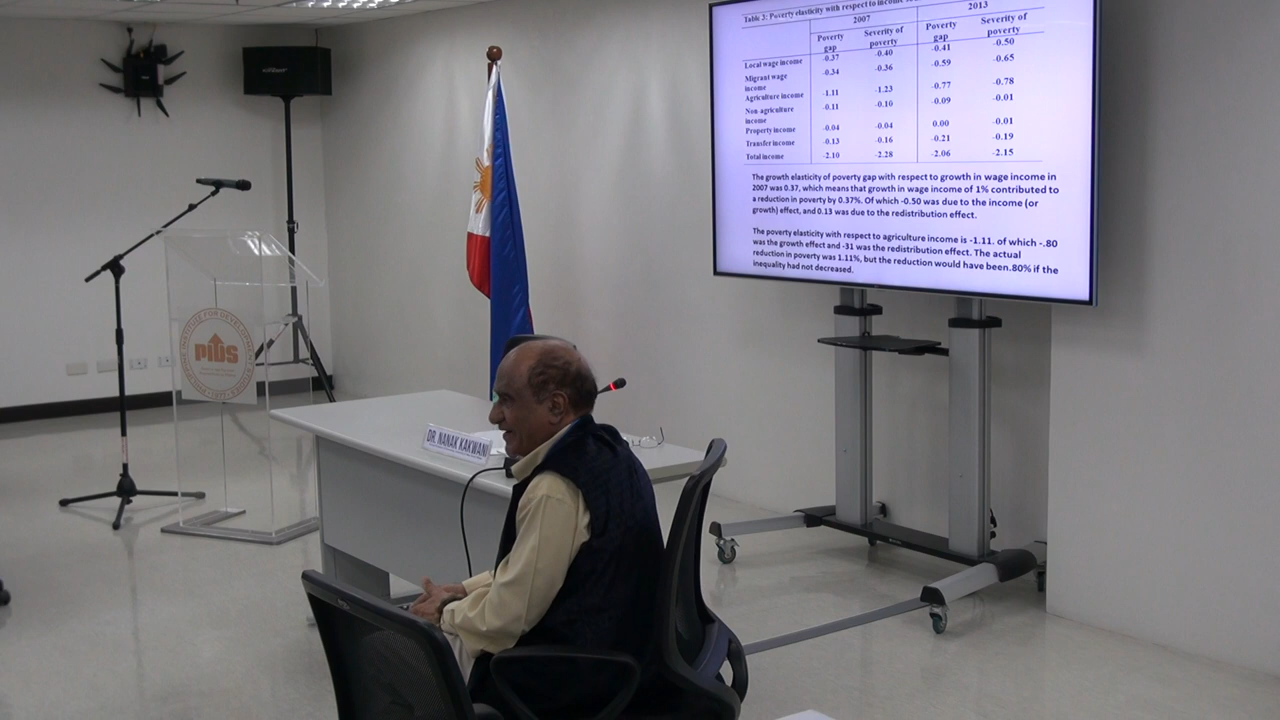 Table 3: Poverty elasticity with respect to income
2007 2013
Poverty gap Severity of poverty Poverty gap Severity of poverty
Local wage income -0.37 -0.40 -0.41 -0.50
Migrant wage income -0.34 -0.36 -0.59 -0.65
Agriculture income -1.11 -1.23 -0.77 -0.78
Non-agriculture income -0.11 -0.10 -0.09 -0.01
Property income -0.04 -0.04 0.00 -0.01
Transfer income -0.13 -0.16 -0.21 -0.19
Total income -2.10 -2.28 -2.06 -2.15
The growth elasticity of poverty gap with respect to growth in wage income in
2007 was 0.37, which means that growth in wage income of 1% contributed to
a reduction in poverty by 0.37%. Of which -0.50 was due to the income (or
growth) effect, and 0.13 was due to the redistribution effect.
The poverty elasticity with respect to agriculture income is -1.11. of which -.80
was the growth effect and -31 was the redistribution effect. The actual
reduction in poverty was 1.11%, but the reduction would have been.80% if the
inequality had not decreased.
PIDS
DR. NANAK KAKWANI